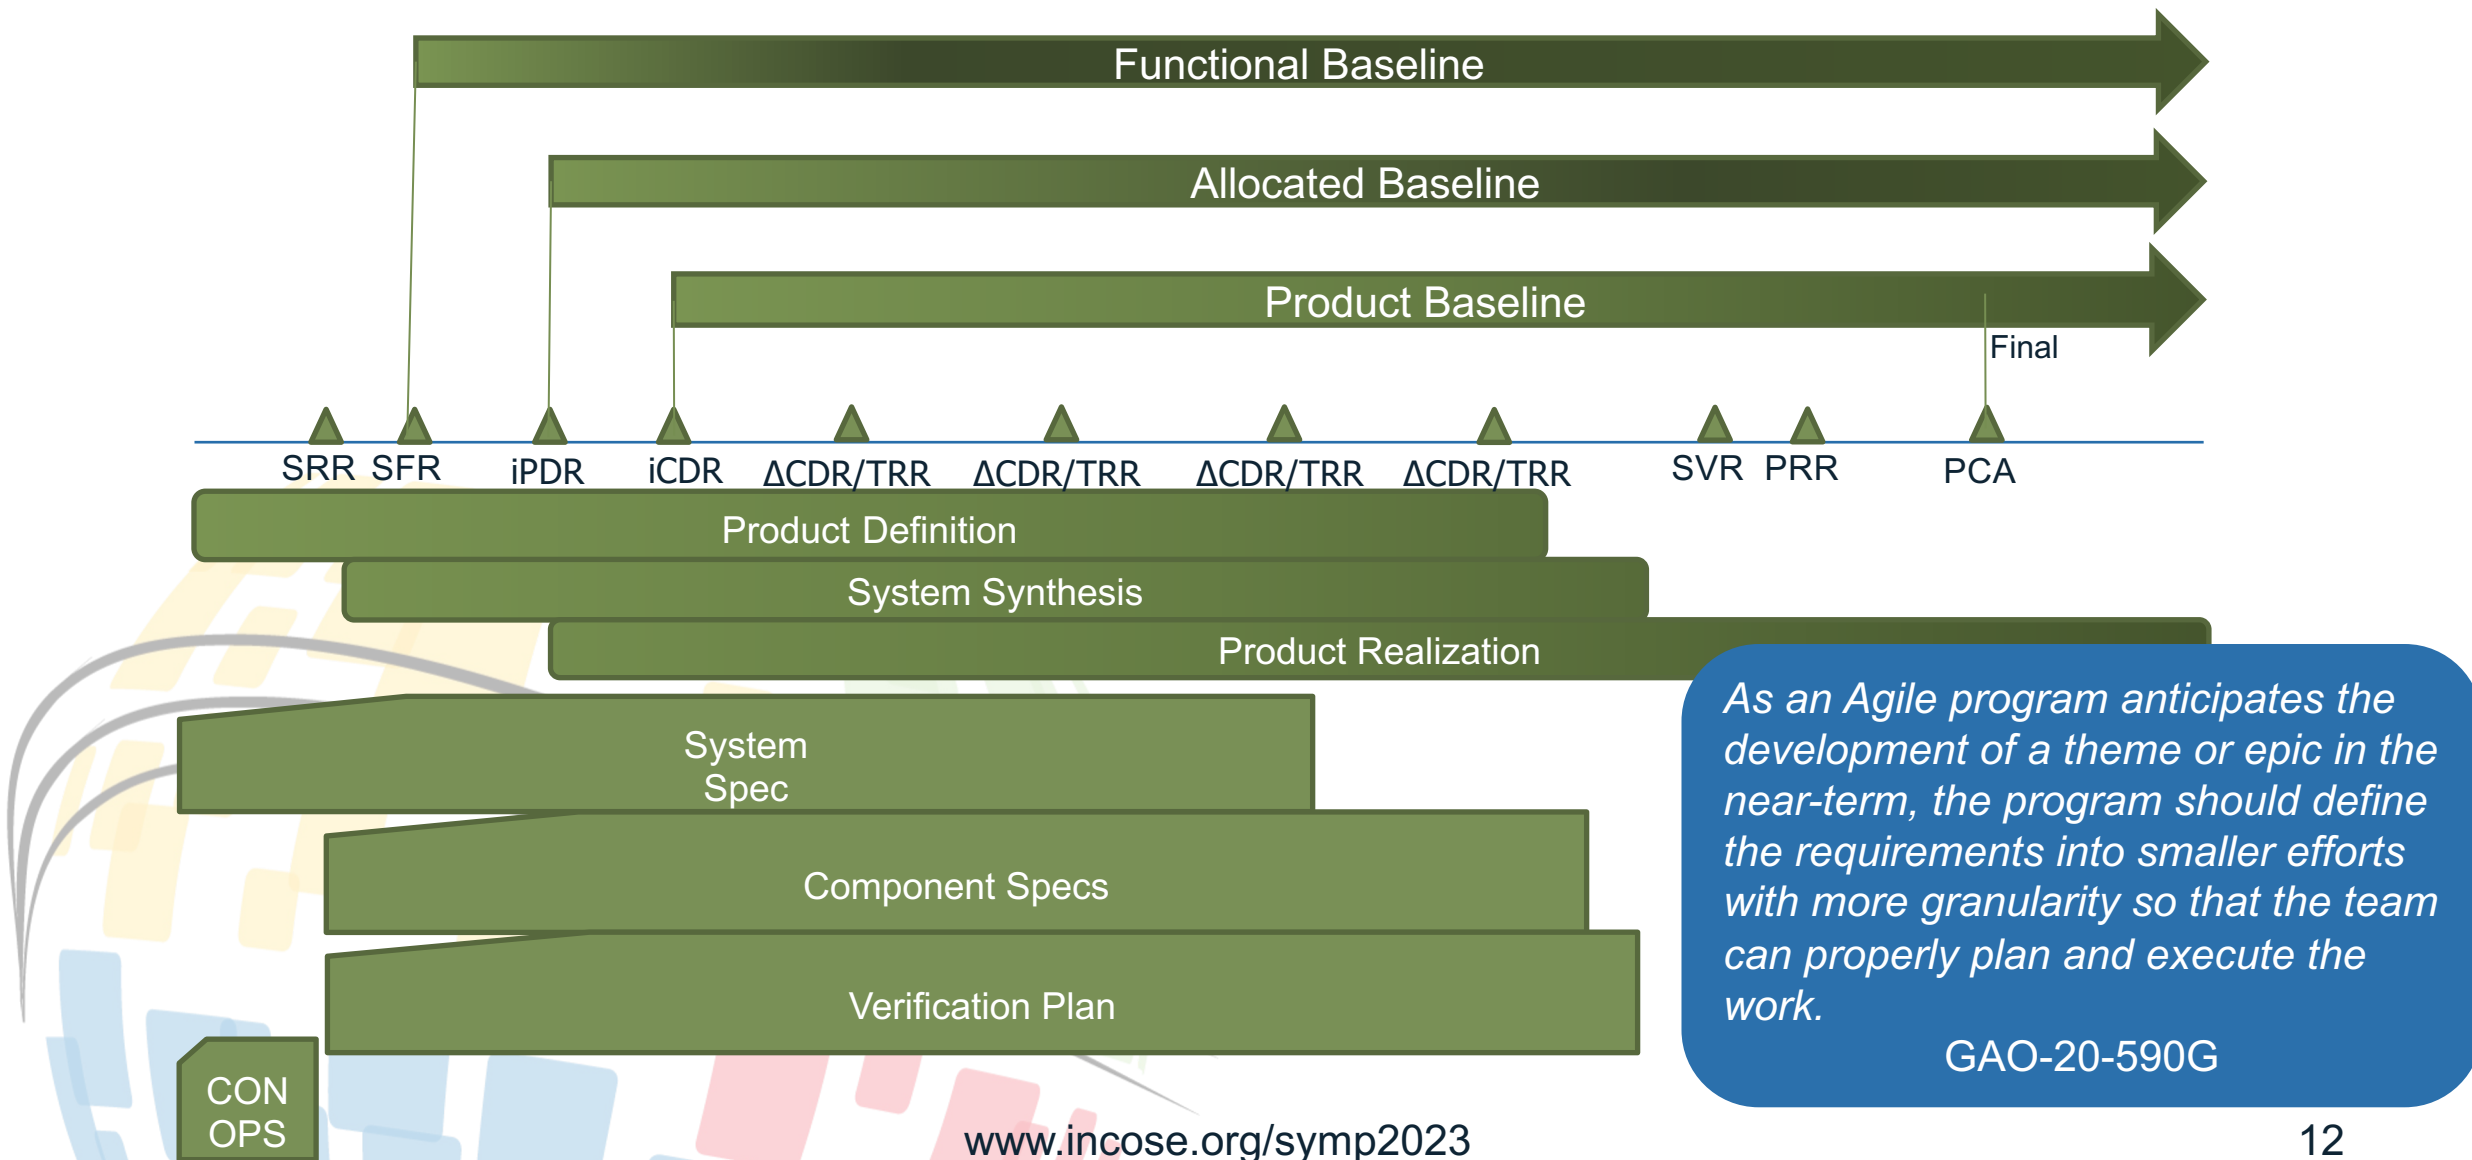 Functional Baseline
Allocated Baseline
Product Baseline
Final
SRR SFR iPDR iCDR ΔCDR/TRR ΔCDR/TRR ΔCDR/TRR ΔCDR/TRR SVR PRR PCA
Product Definition
System Synthesis
Product Realization
System
Spec
Component Specs
Verification Plan
CON
OPS
As an Agile program anticipates the
development of a theme or epic in the
near-term, the program should define
the requirements into smaller efforts
with more granularity so that the team
can properly plan and execute the
work.
GAO-20-590G
www.incose.org/symp2023
12